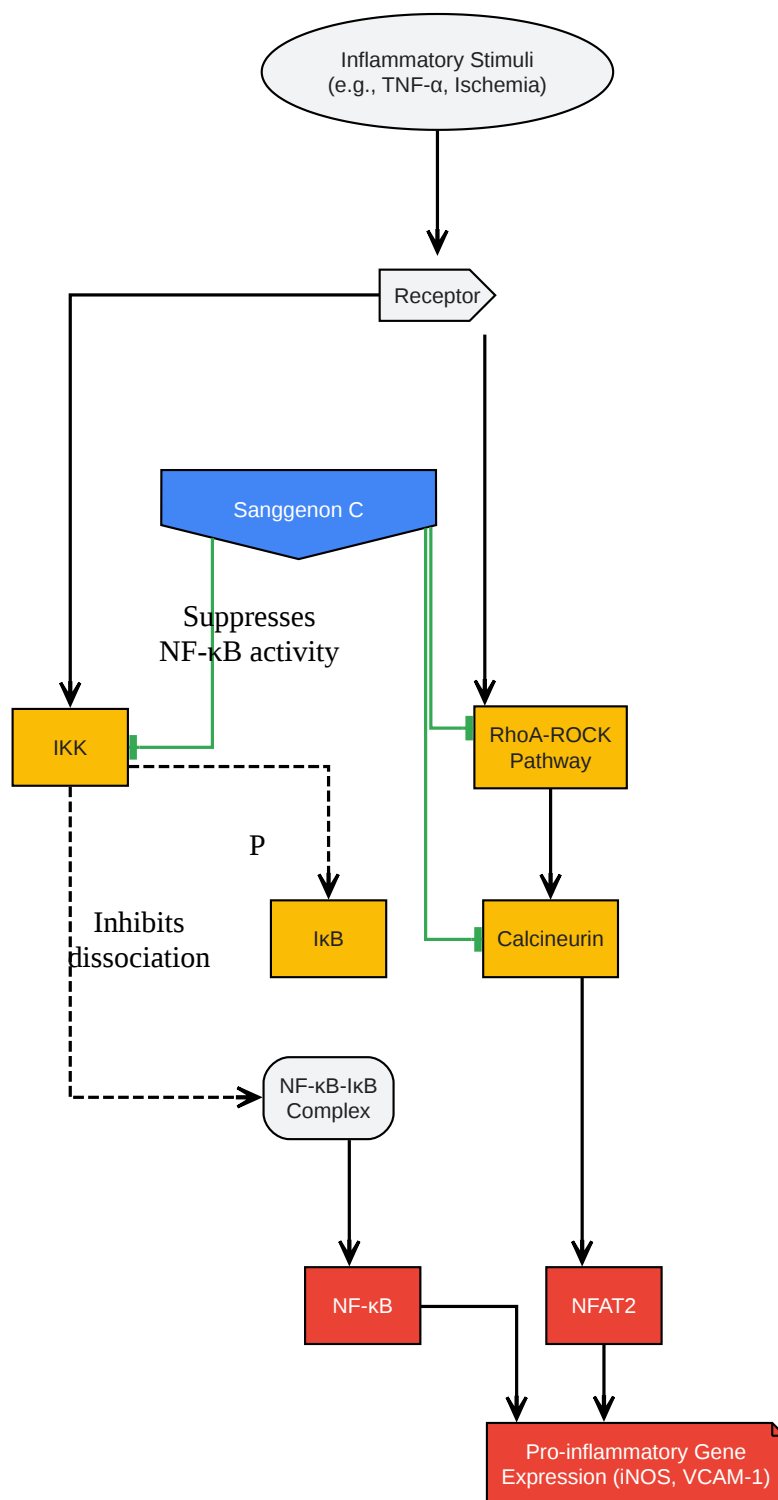 Inflammatory Stimuli
(e.g., TNF-α, Ischemia)
Receptor
Sanggenon C
Suppresses
NF-κB activity
IKK
RhoA-ROCK
Pathway
P
Inhibits
dissociation
IκB
Calcineurin
NF-κB-IκB
Complex
NF-κB
NFAT2
Pro-inflammatory Gene
Expression (iNOS, VCAM-1)